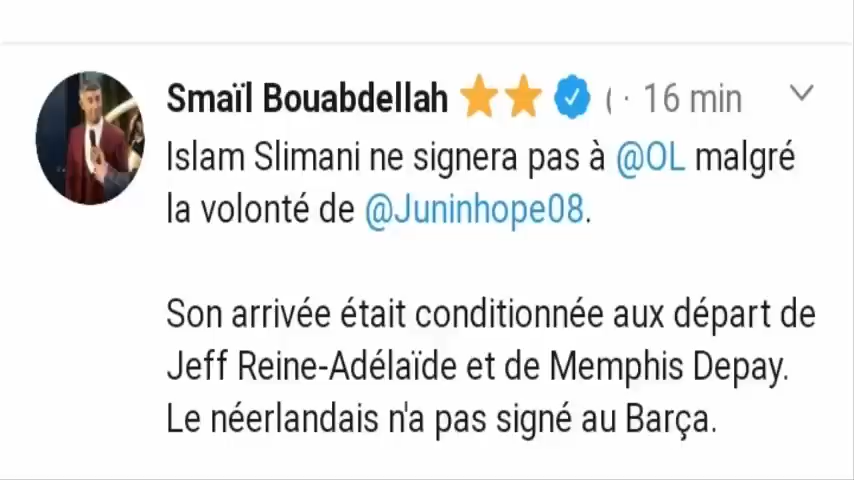 Smaïl Bouabdellah ⭐⭐ ( · 16 min
Islam Slimani ne signera pas à @OL malgré
la volonté de @Juninhope08.
Son arrivée était conditionnée aux départ de
Jeff Reine-Adélaïde et de Memphis Depay.
Le néerlandais n'a pas signé au Barça.